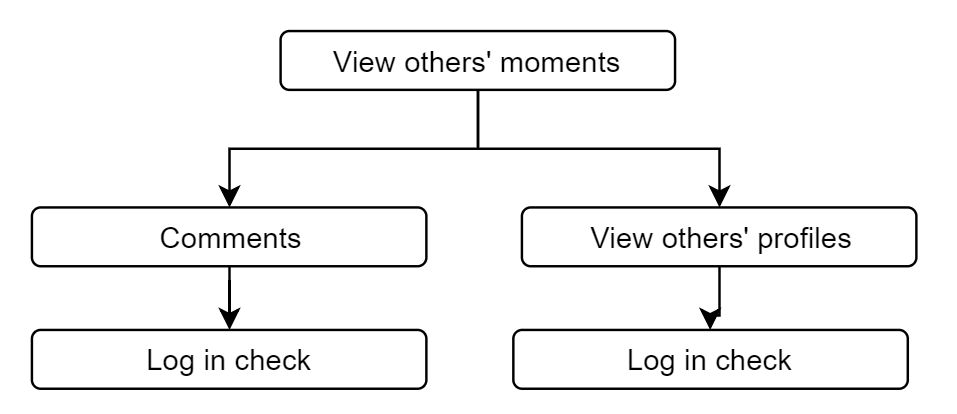 View others' moments
Comments
View others' profiles
Log in check
Log in check